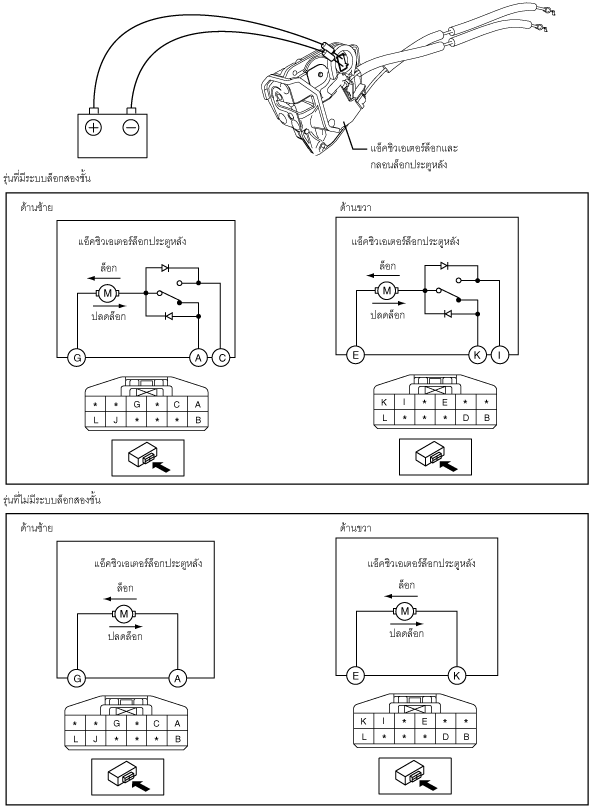 + −
แอ็คชิวเอเตอร์ล็อกและ
กลอนล็อกประตูหลัง
รุ่นที่มีระบบล็อกสองชั้น
ด้านซ้าย
แอ็คชิวเอเตอร์ล็อกประตูหลัง
ล็อก
M
ปลดล็อก
G A C
* * G * C A
L J * * * B
ด้านขวา
แอ็คชิวเอเตอร์ล็อกประตูหลัง
ล็อก
M
ปลดล็อก
E K I
K I * E * *
L * * * D B
รุ่นที่ไม่มีระบบล็อกสองชั้น
ด้านซ้าย
แอ็คชิวเอเตอร์ล็อกประตูหลัง
ล็อก
M
ปลดล็อก
G A
* * G * C A
L J * * * B
ด้านขวา
แอ็คชิวเอเตอร์ล็อกประตูหลัง
ล็อก
M
ปลดล็อก
E K
K I * E * *
L * * * D B